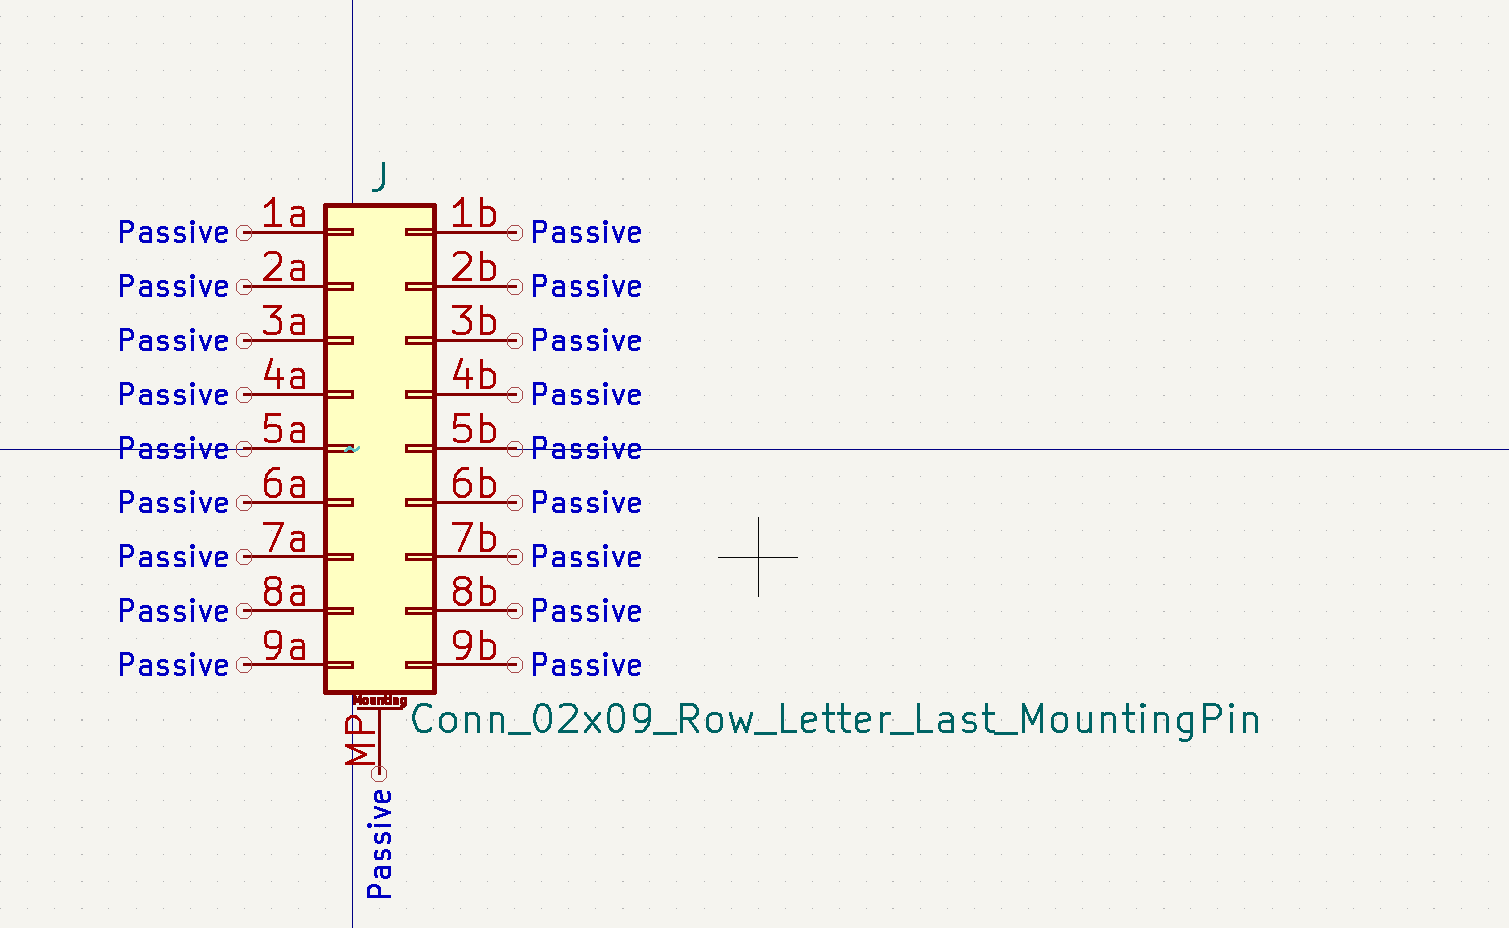 J
Passive 1a 1b Passive
Passive 2a 2b Passive
Passive 3a 3b Passive
Passive 4a 4b Passive
Passive 5a ~ 5b Passive
Passive 6a 6b Passive
Passive 7a 7b Passive
Passive 8a 8b Passive
Passive 9a 9b Passive
Mounting
Conn_02x09_Row_Letter_Last_MountingPin
MP
Passive